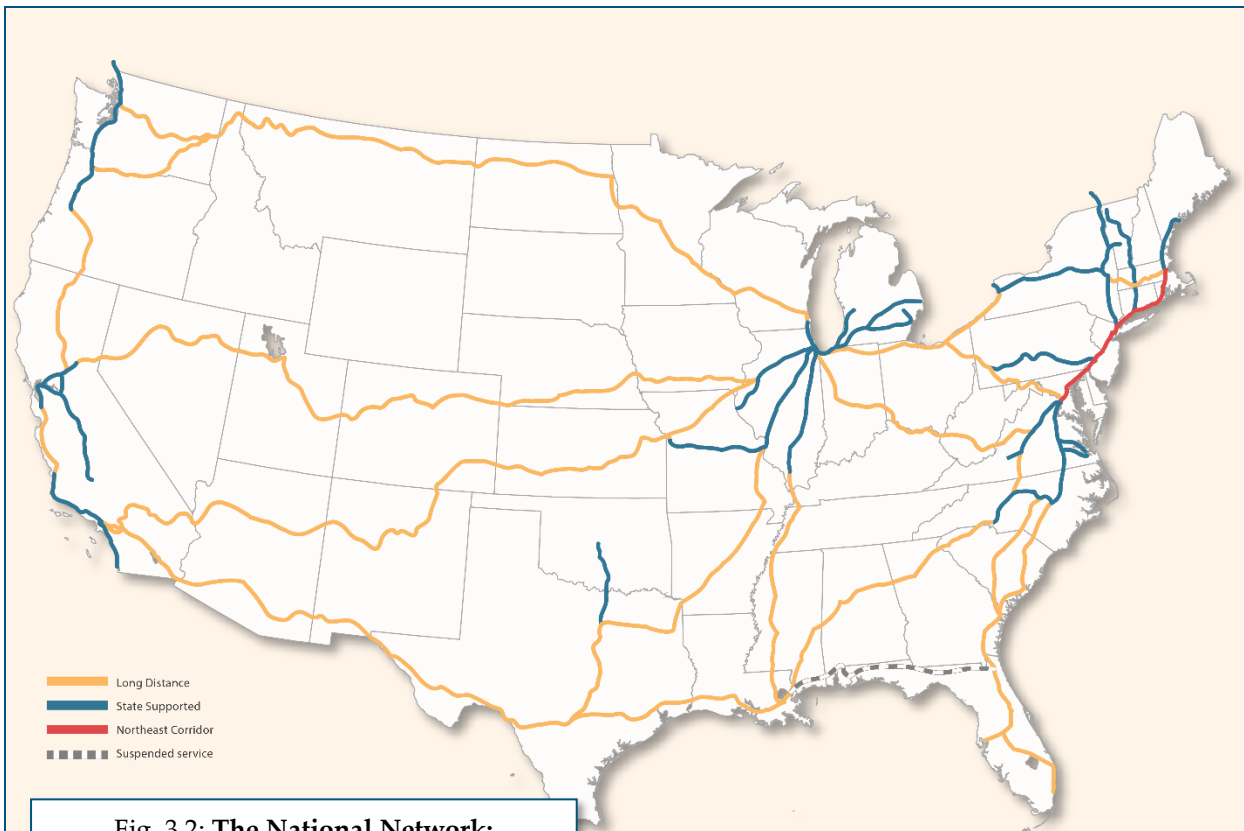 Long Distance
State Supported
Northeast Corridor
Suspended service
Fig. 3.2: The National Network: